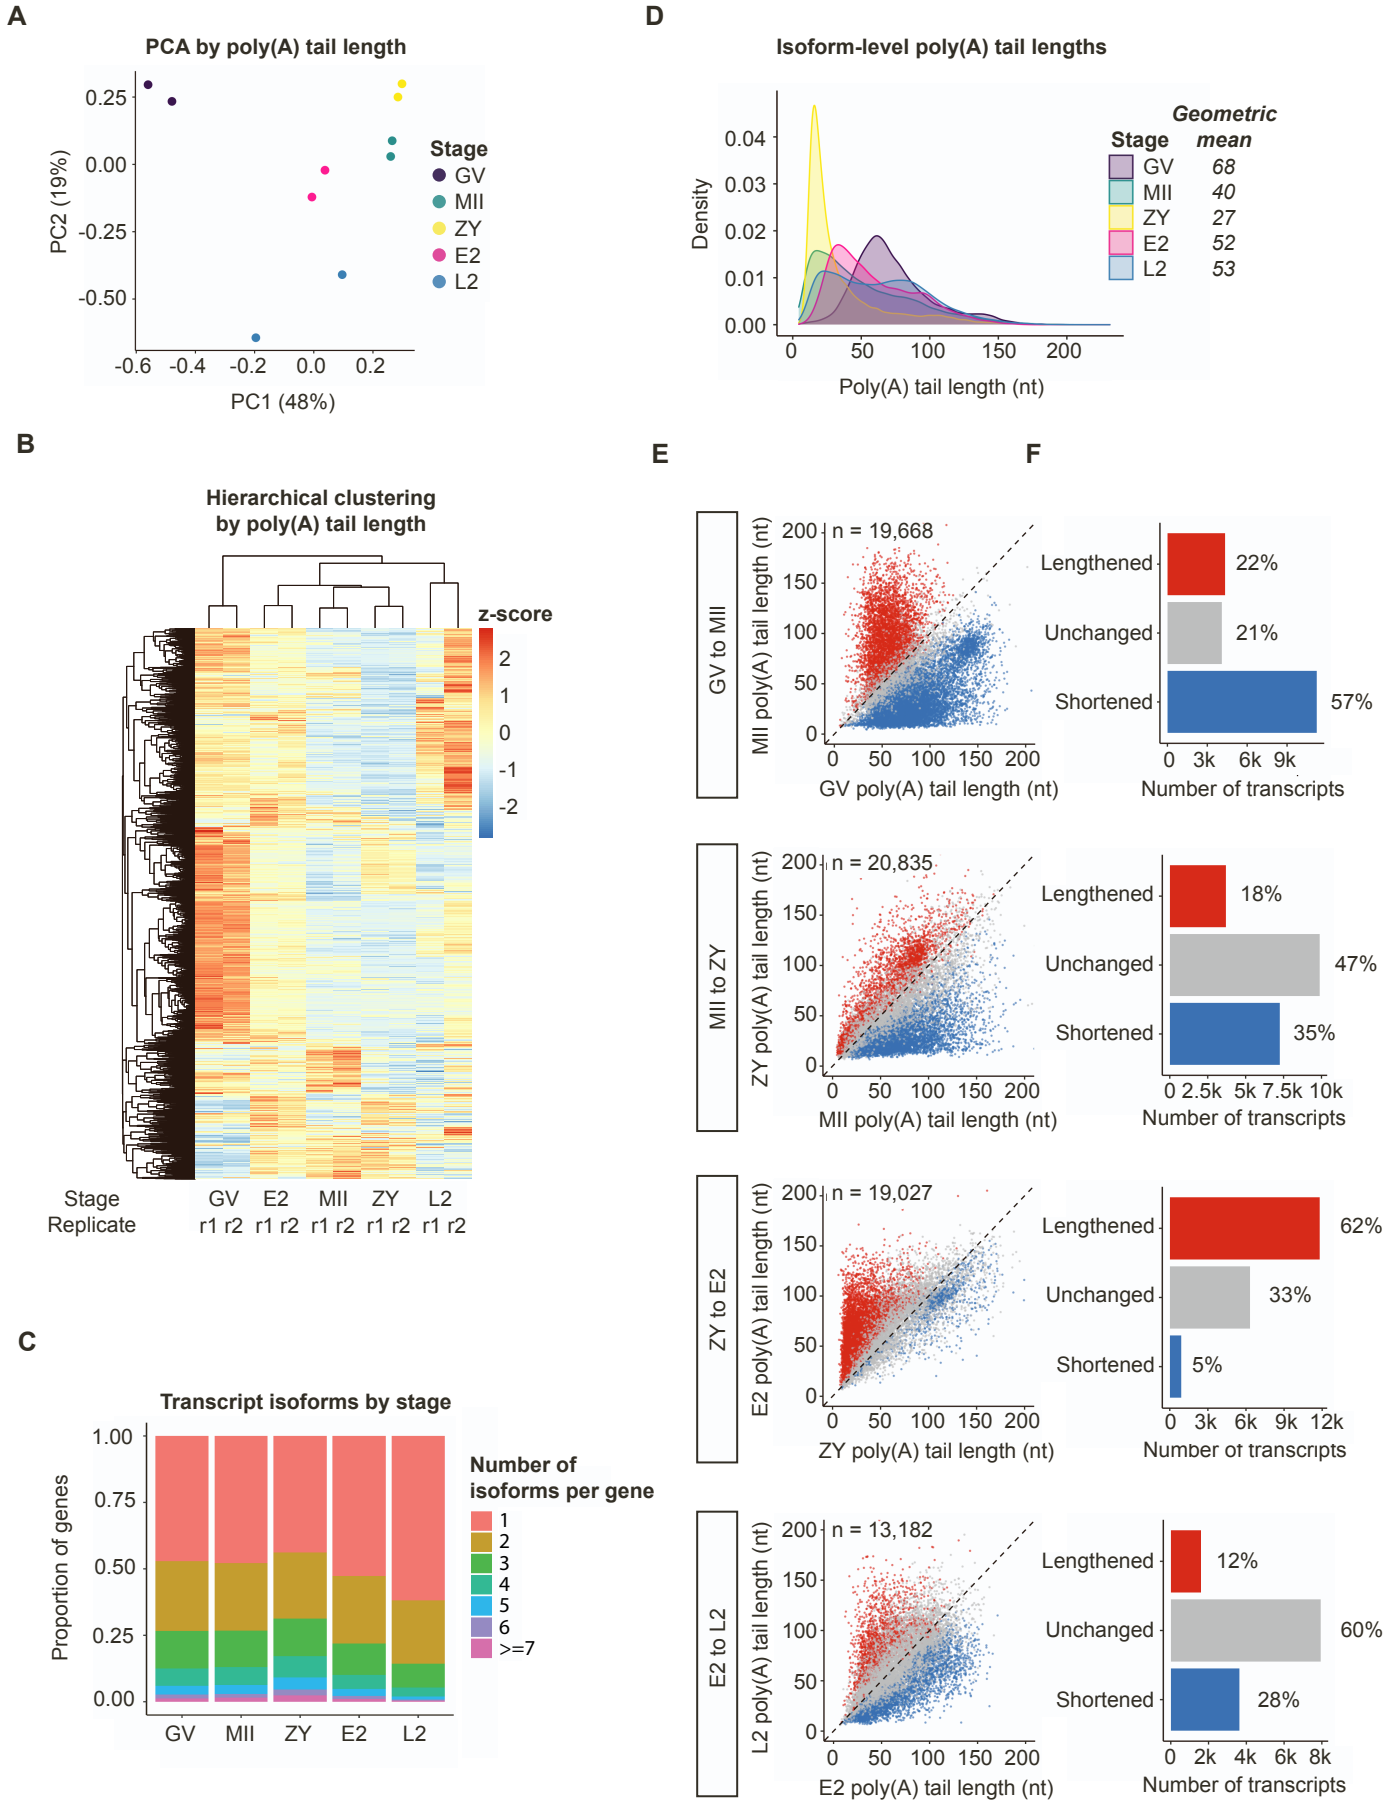 A
PCA by poly(A) tail length
0.25
0.00
-0.25
-0.50
PC2 (19%)
-0.6 -0.4 -0.2 0.0 0.2
PC1 (48%)
Stage
GV
MII
ZY
E2
L2
B
Hierarchical clustering
by poly(A) tail length
z-score
2
1
0
-1
-2
Stage GV E2 MII ZY L2
Replicate r1 r2 r1 r2 r1 r2 r1 r2 r1 r2
C
Transcript isoforms by stage
1.00
0.75
0.50
0.25
0.00
Proportion of genes
GV MII ZY E2 L2
Number of
isoforms per gene
1
2
3
4
5
6
>=7
D
Isoform-level poly(A) tail lengths
0.04
0.03
0.02
0.01
0.00
Density
0 50 100 150 200
Poly(A) tail length (nt)
Geometric
Stage mean
GV 68
MII 40
ZY 27
E2 52
L2 53
E
F
GV to MII
MII poly(A) tail length (nt)
200
150
100
50
0
n = 19,668
0 50 100 150 200
GV poly(A) tail length (nt)
Lengthened 22%
Unchanged 21%
Shortened 57%
0 3k 6k 9k
Number of transcripts
MII to ZY
ZY poly(A) tail length (nt)
200
150
100
50
0
n = 20,835
0 50 100 150 200
MII poly(A) tail length (nt)
Lengthened 18%
Unchanged 47%
Shortened 35%
0 2.5k 5k 7.5k 10k
Number of transcripts
ZY to E2
E2 poly(A) tail length (nt)
200
150
100
50
0
n = 19,027
0 50 100 150 200
ZY poly(A) tail length (nt)
Lengthened 62%
Unchanged 33%
Shortened 5%
0 3k 6k 9k 12k
Number of transcripts
E2 to L2
L2 poly(A) tail length (nt)
200
150
100
50
0
n = 13,182
0 50 100 150 200
E2 poly(A) tail length (nt)
Lengthened 12%
Unchanged 60%
Shortened 28%
0 2k 4k 6k 8k
Number of transcripts